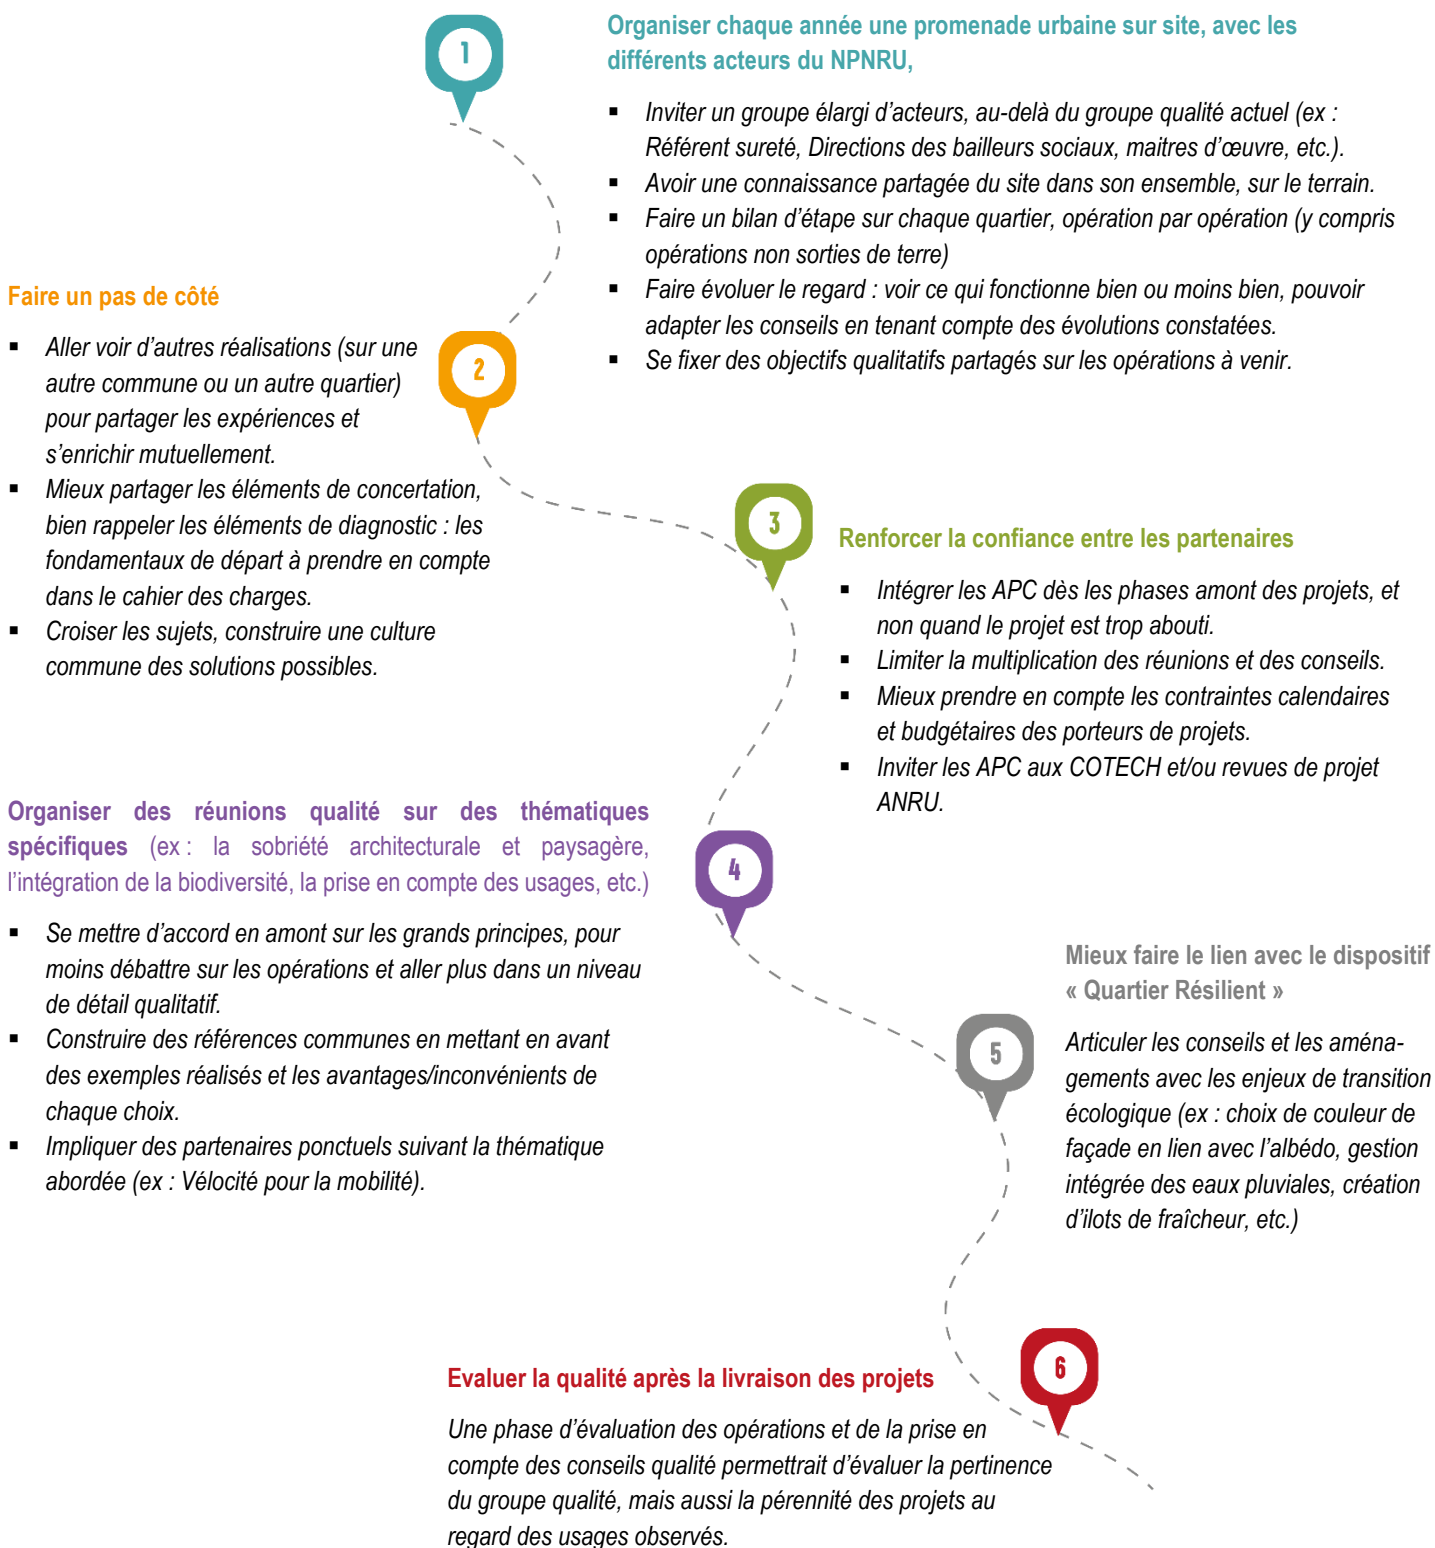 1
Organiser chaque année une promenade urbaine sur site, avec les
différents acteurs du NPNRU,
▪ Inviter un groupe élargi d’acteurs, au-delà du groupe qualité actuel (ex :
Référent sureté, Directions des bailleurs sociaux, maitres d’œuvre, etc.).
▪ Avoir une connaissance partagée du site dans son ensemble, sur le terrain.
▪ Faire un bilan d’étape sur chaque quartier, opération par opération (y compris
opérations non sorties de terre)
▪ Faire évoluer le regard : voir ce qui fonctionne bien ou moins bien, pouvoir
adapter les conseils en tenant compte des évolutions constatées.
▪ Se fixer des objectifs qualitatifs partagés sur les opérations à venir.
2
Faire un pas de côté
▪ Aller voir d’autres réalisations (sur une
autre commune ou un autre quartier)
pour partager les expériences et
s’enrichir mutuellement.
▪ Mieux partager les éléments de concertation,
bien rappeler les éléments de diagnostic : les
fondamentaux de départ à prendre en compte
dans le cahier des charges.
▪ Croiser les sujets, construire une culture
commune des solutions possibles.
3
Renforcer la confiance entre les partenaires
▪ Intégrer les APC dès les phases amont des projets, et
non quand le projet est trop abouti.
▪ Limiter la multiplication des réunions et des conseils.
▪ Mieux prendre en compte les contraintes calendaires
et budgétaires des porteurs de projets.
▪ Inviter les APC aux COTECH et/ou revues de projet
ANRU.
4
Organiser des réunions qualité sur des thématiques
spécifiques (ex : la sobriété architecturale et paysagère,
l’intégration de la biodiversité, la prise en compte des usages, etc.)
▪ Se mettre d’accord en amont sur les grands principes, pour
moins débattre sur les opérations et aller plus dans un niveau
de détail qualitatif.
▪ Construire des références communes en mettant en avant
des exemples réalisés et les avantages/inconvénients de
chaque choix.
▪ Impliquer des partenaires ponctuels suivant la thématique
abordée (ex : Vélocité pour la mobilité).
5
Mieux faire le lien avec le dispositif
« Quartier Résilient »
Articuler les conseils et les aména-
gements avec les enjeux de transition
écologique (ex : choix de couleur de
façade en lien avec l’albédo, gestion
intégrée des eaux pluviales, création
d’ilots de fraîcheur, etc.)
6
Evaluer la qualité après la livraison des projets
Une phase d’évaluation des opérations et de la prise en
compte des conseils qualité permettrait d’évaluer la pertinence
du groupe qualité, mais aussi la pérennité des projets au
regard des usages observés.